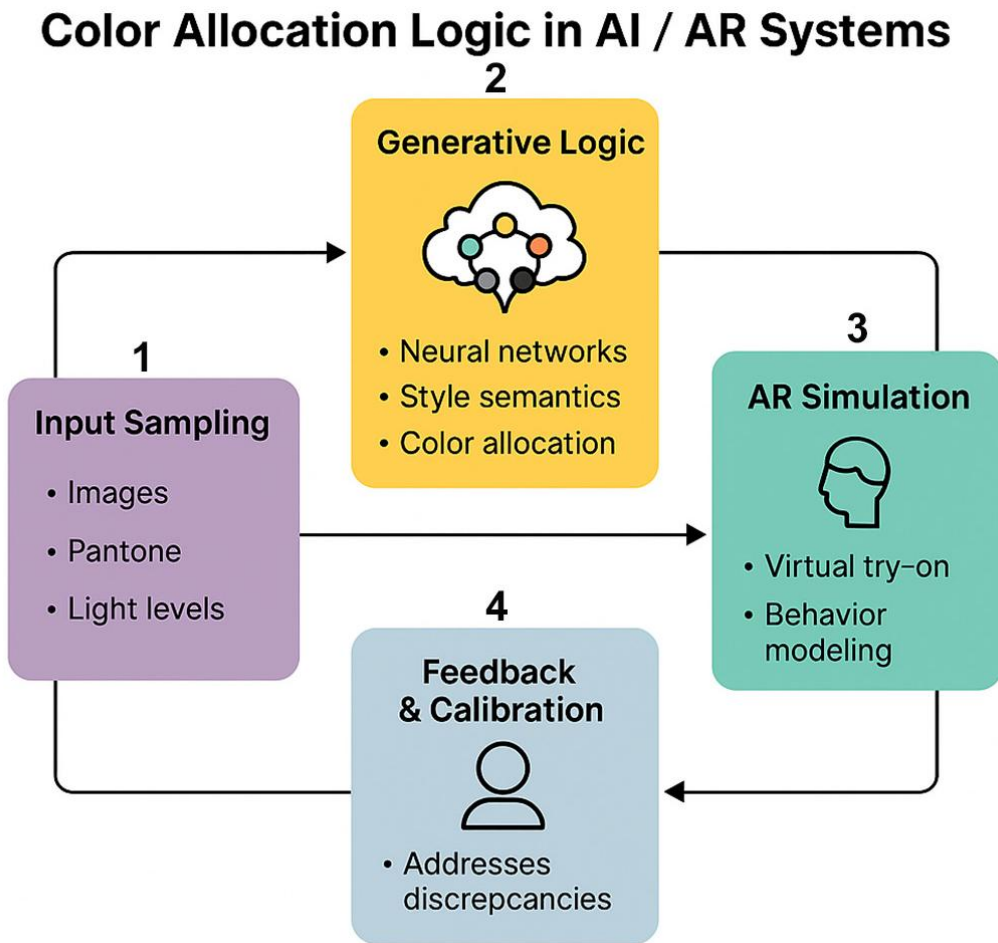 Color Allocation Logic in AI / AR Systems
1
Input Sampling
• Images
• Pantone
• Light levels
2
Generative Logic
• Neural networks
• Style semantics
• Color allocation
3
AR Simulation
• Virtual try-on
• Behavior
modeling
4
Feedback
& Calibration
• Addresses
discrepcancies